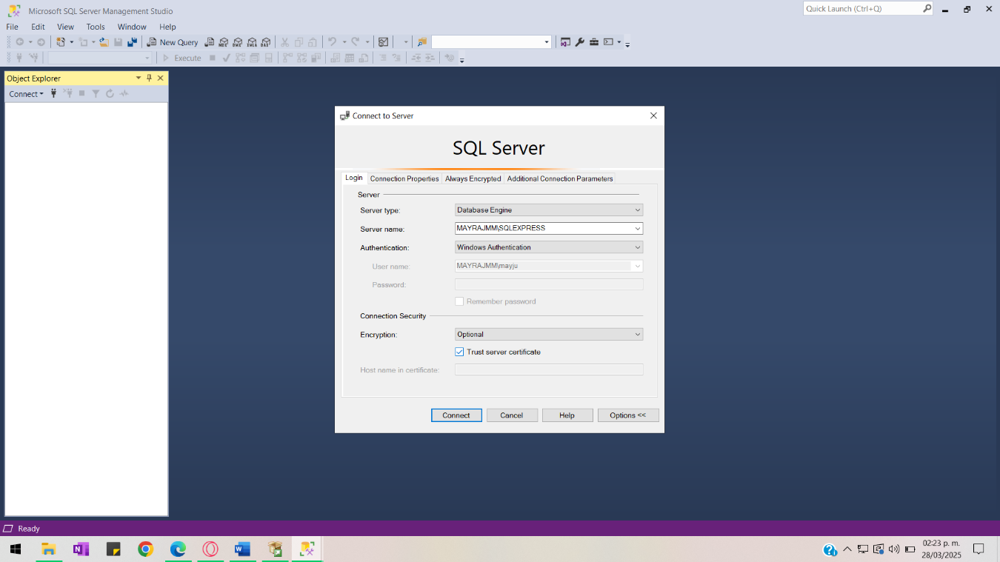 Microsoft SQL Server Management Studio
Quick Launch (Ctrl+Q)
File Edit View Tools Window Help
New Query
Execute
Object Explorer
Connect
Connect to Server
SQL Server
Login Connection Properties Always Encrypted Additional Connection Parameters
Server
Server type: Database Engine
Server name: MAYRAJMM\SQLEXPRESS
Authentication: Windows Authentication
User name: MAYRAJMM\mayju
Password:
Remember password
Connection Security
Encryption: Optional
Trust server certificate
Host name in certificate:
Connect Cancel Help Options <<
Ready
02:23 p. m.
28/03/2025